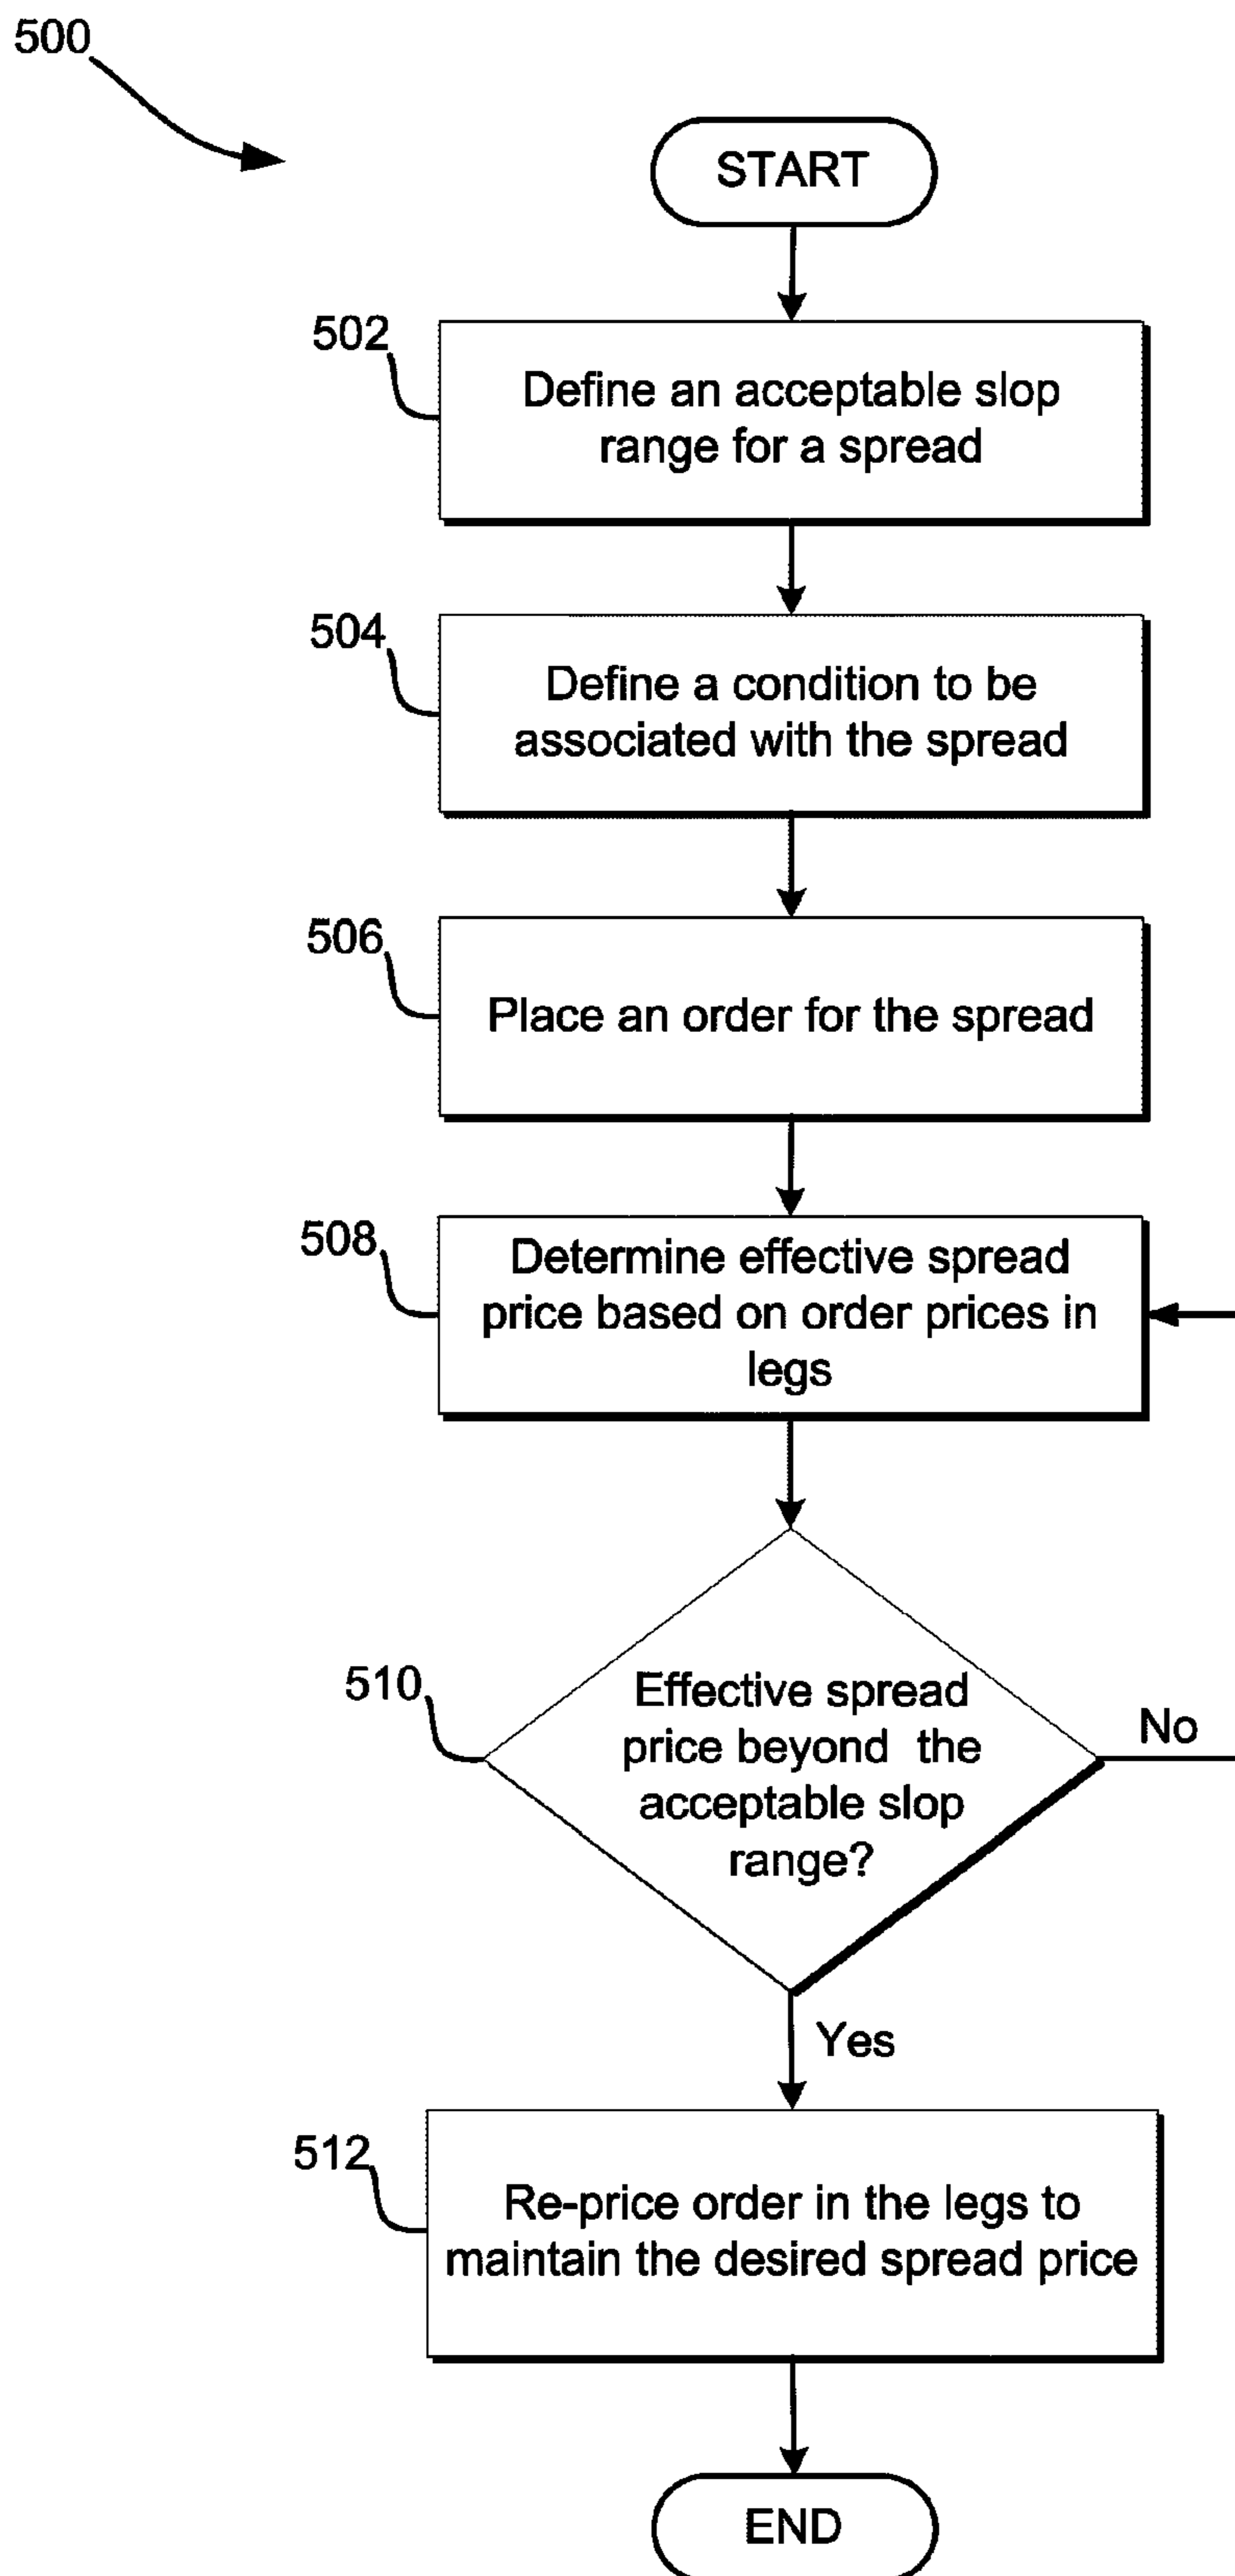 500
START
502
Define an acceptable slop
range for a spread
504
Define a condition to be
associated with the spread
506
Place an order for the spread
508
Determine effective spread
price based on order prices in
legs
510
Effective spread
price beyond the
acceptable slop
range?
No
Yes
512
Re-price order in the legs to
maintain the desired spread price
END